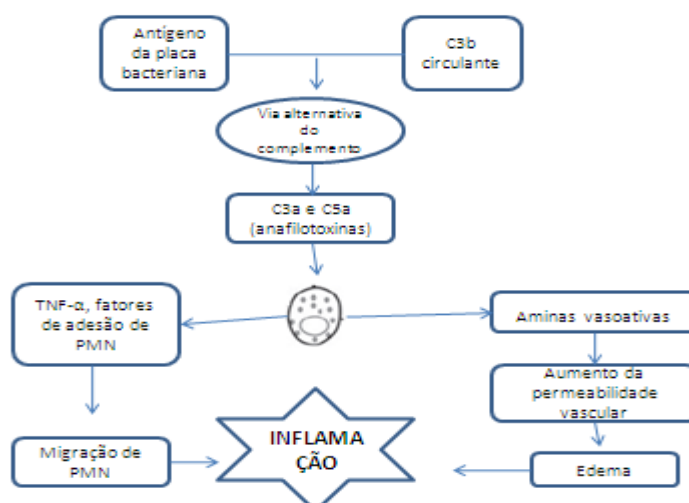 Antígeno
da placa
bacteriana
C3b
circulante
Via alternativa
do
complemento
C3a e C5a
(anafilotoxinas)
TNF-α, fatores
de adesão de
PMN
Aminas vasoativas
Aumento da
permeabilidade
vascular
Migração de
PMN
INFLAMA
ÇÃO
Edema